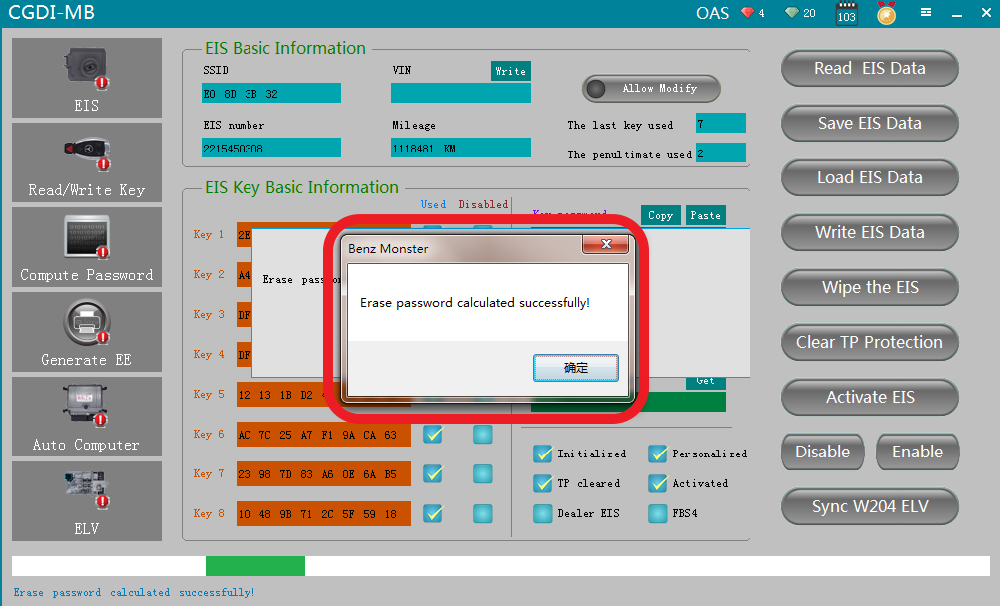 CGDI-MB
OAS 4 20 103
EIS
Read/Write Key
Compute Password
Generate EE
Auto Computer
ELV
EIS Basic Information
SSID
VIN
Write
E0 8D 3B 32
Allow Modify
EIS number
Mileage
The last key used
7
2215450308
1118481 KM
The penultimate used
2
EIS Key Basic Information
Used Disabled
Key password
Copy
Paste
Key 1 2E
Key 2 A4
Key 3 DF
Key 4 DF
Key 5 12 13 1B D2
Key 6 AC 7C 25 A7 F1 9A CA 63
Key 7 23 98 7D 83 A6 0E 6A B5
Key 8 10 48 9B 71 2C 5F 59 18
Erase passwo
Get
Benz Monster
Erase password calculated successfully!
确定
Initialized
Personalized
TP cleared
Activated
Dealer EIS
FBS4
Read EIS Data
Save EIS Data
Load EIS Data
Write EIS Data
Wipe the EIS
Clear TP Protection
Activate EIS
Disable
Enable
Sync W204 ELV
Erase password calculated successfully!